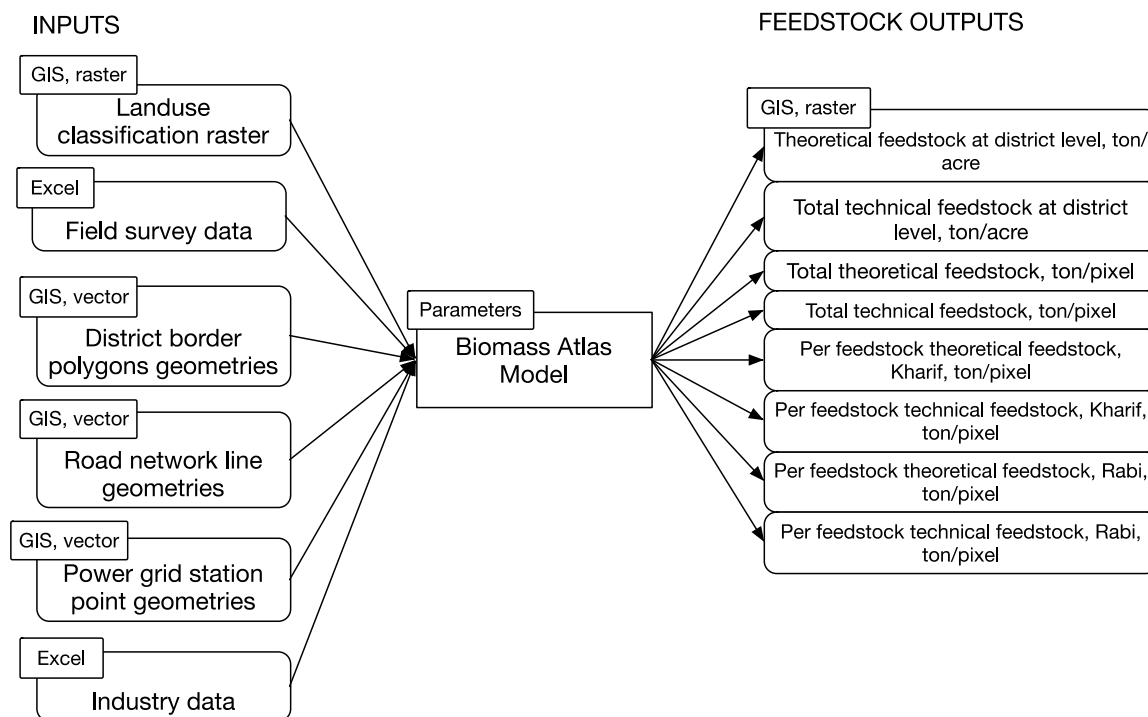 INPUTS
GIS, raster
Landuse
classification raster
Excel
Field survey data
GIS, vector
District border
polygons geometries
GIS, vector
Road network line
geometries
GIS, vector
Power grid station
point geometries
Excel
Industry data
Parameters
Biomass Atlas
Model
FEEDSTOCK OUTPUTS
GIS, raster
Theoretical feedstock at district level, ton/
acre
Total technical feedstock at district
level, ton/acre
Total theoretical feedstock, ton/pixel
Total technical feedstock, ton/pixel
Per feedstock theoretical feedstock,
Kharif, ton/pixel
Per feedstock technical feedstock, Kharif,
ton/pixel
Per feedstock theoretical feedstock, Rabi,
ton/pixel
Per feedstock technical feedstock, Rabi,
ton/pixel